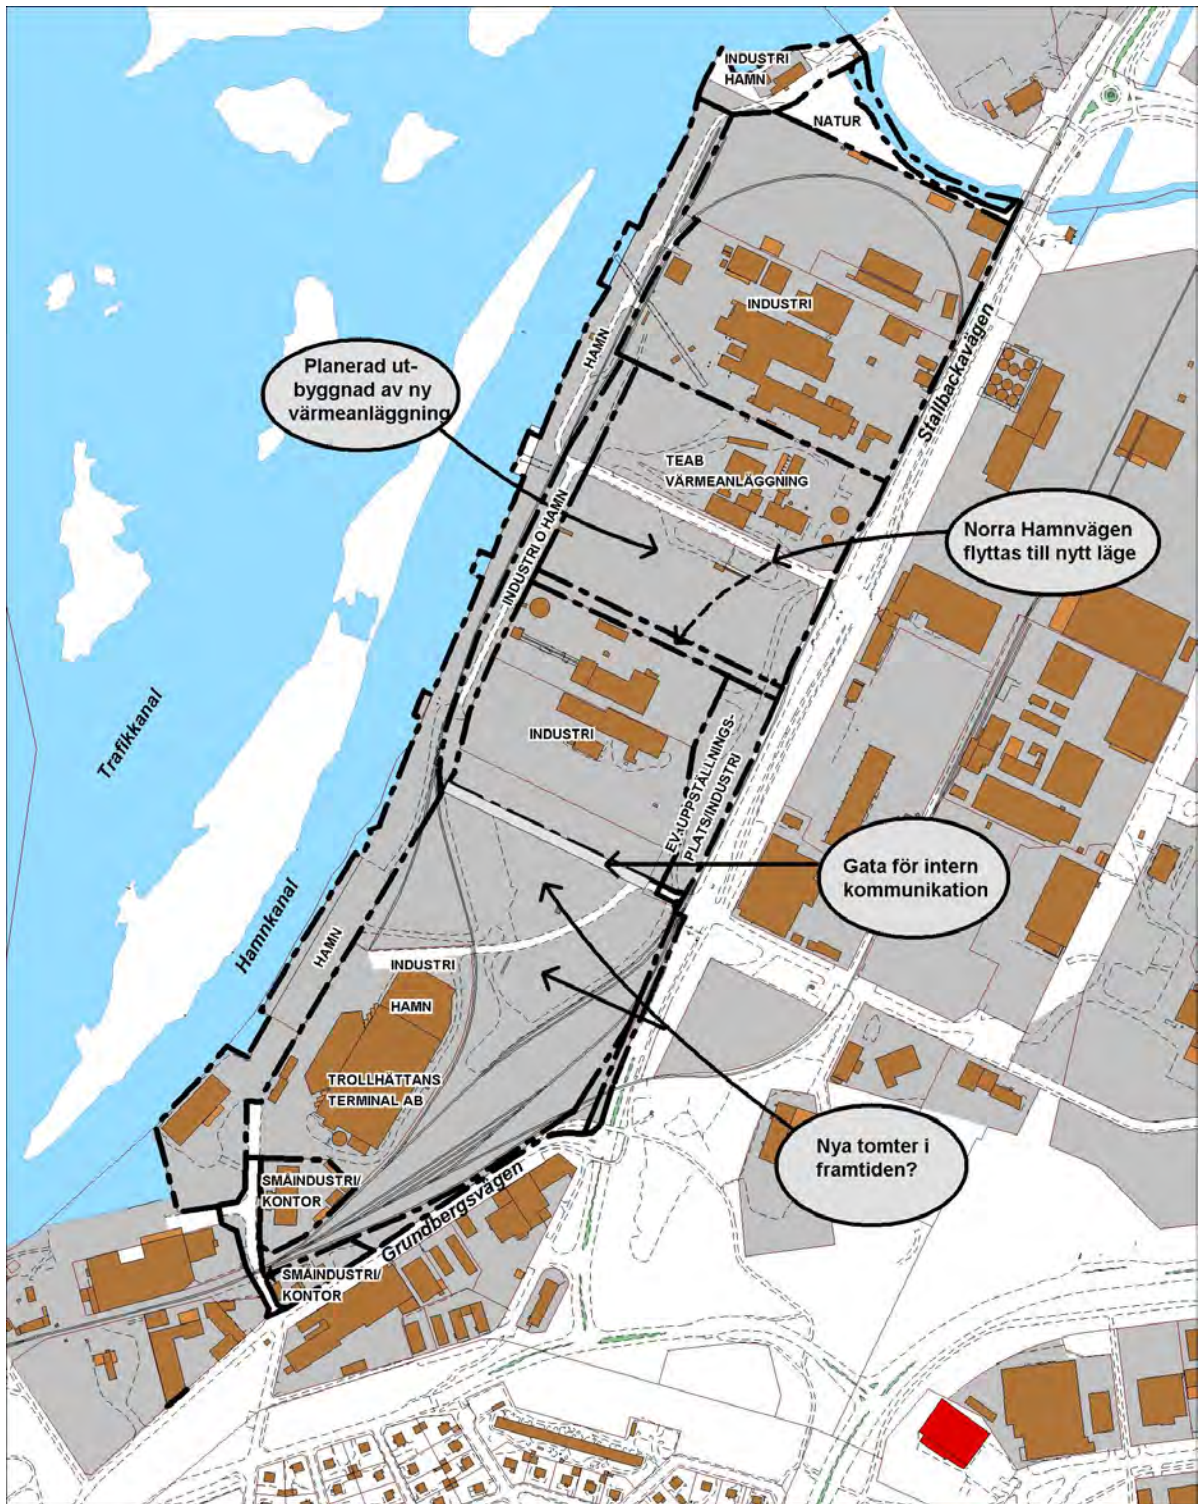 INDUSTRI
HAMN
NATUR
INDUSTRI
HAMN
Stallbackavägen
Planerad ut-
byggnad av ny
värmeanläggning
TEAB
VÄRMEANLÄGGNING
INDUSTRI O HAMN
Norra Hamnvägen
flyttas till nytt läge
Trafikkanal
INDUSTRI
EV. UPPSTÄLLNINGS-
PLATS/INDUSTRI
Gata för intern
kommunikation
Hamnkanal
HAMN
INDUSTRI
HAMN
TROLLHÄTTANS
TERMINAL AB
Nya tomter i
framtiden?
SMÅINDUSTRI/
KONTOR
Grundbergsvägen
SMÅINDUSTRI/
KONTOR